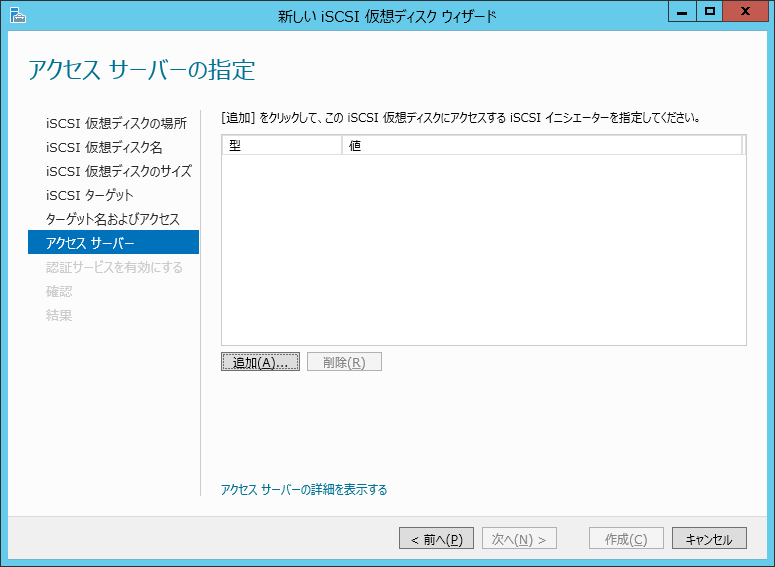 新しい iSCSI 仮想ディスク ウィザード
アクセス サーバーの指定
iSCSI 仮想ディスクの場所
iSCSI 仮想ディスク名
iSCSI 仮想ディスクのサイズ
iSCSI ターゲット
ターゲット名およびアクセス
アクセス サーバー
認証サービスを有効にする
確認
結果
[追加] をクリックして、この iSCSI 仮想ディスクにアクセスする iSCSI イニシエーターを指定してください。
型 値
追加(A)... 削除(R)
アクセス サーバーの詳細を表示する
< 前へ(P) 次へ(N) > 作成(C) キャンセル